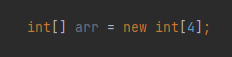 int[] arr = new int[4];